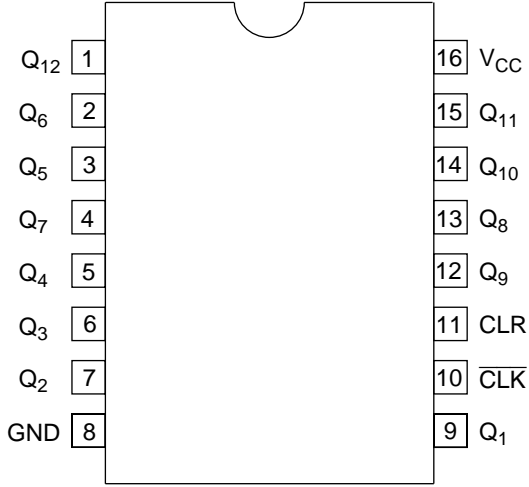 Q12 1 16 VCC
Q6 2 15 Q11
Q5 3 14 Q10
Q7 4 13 Q8
Q4 5 12 Q9
Q3 6 11 CLR
Q2 7 10 C̅L̅K̅
GND 8 9 Q1